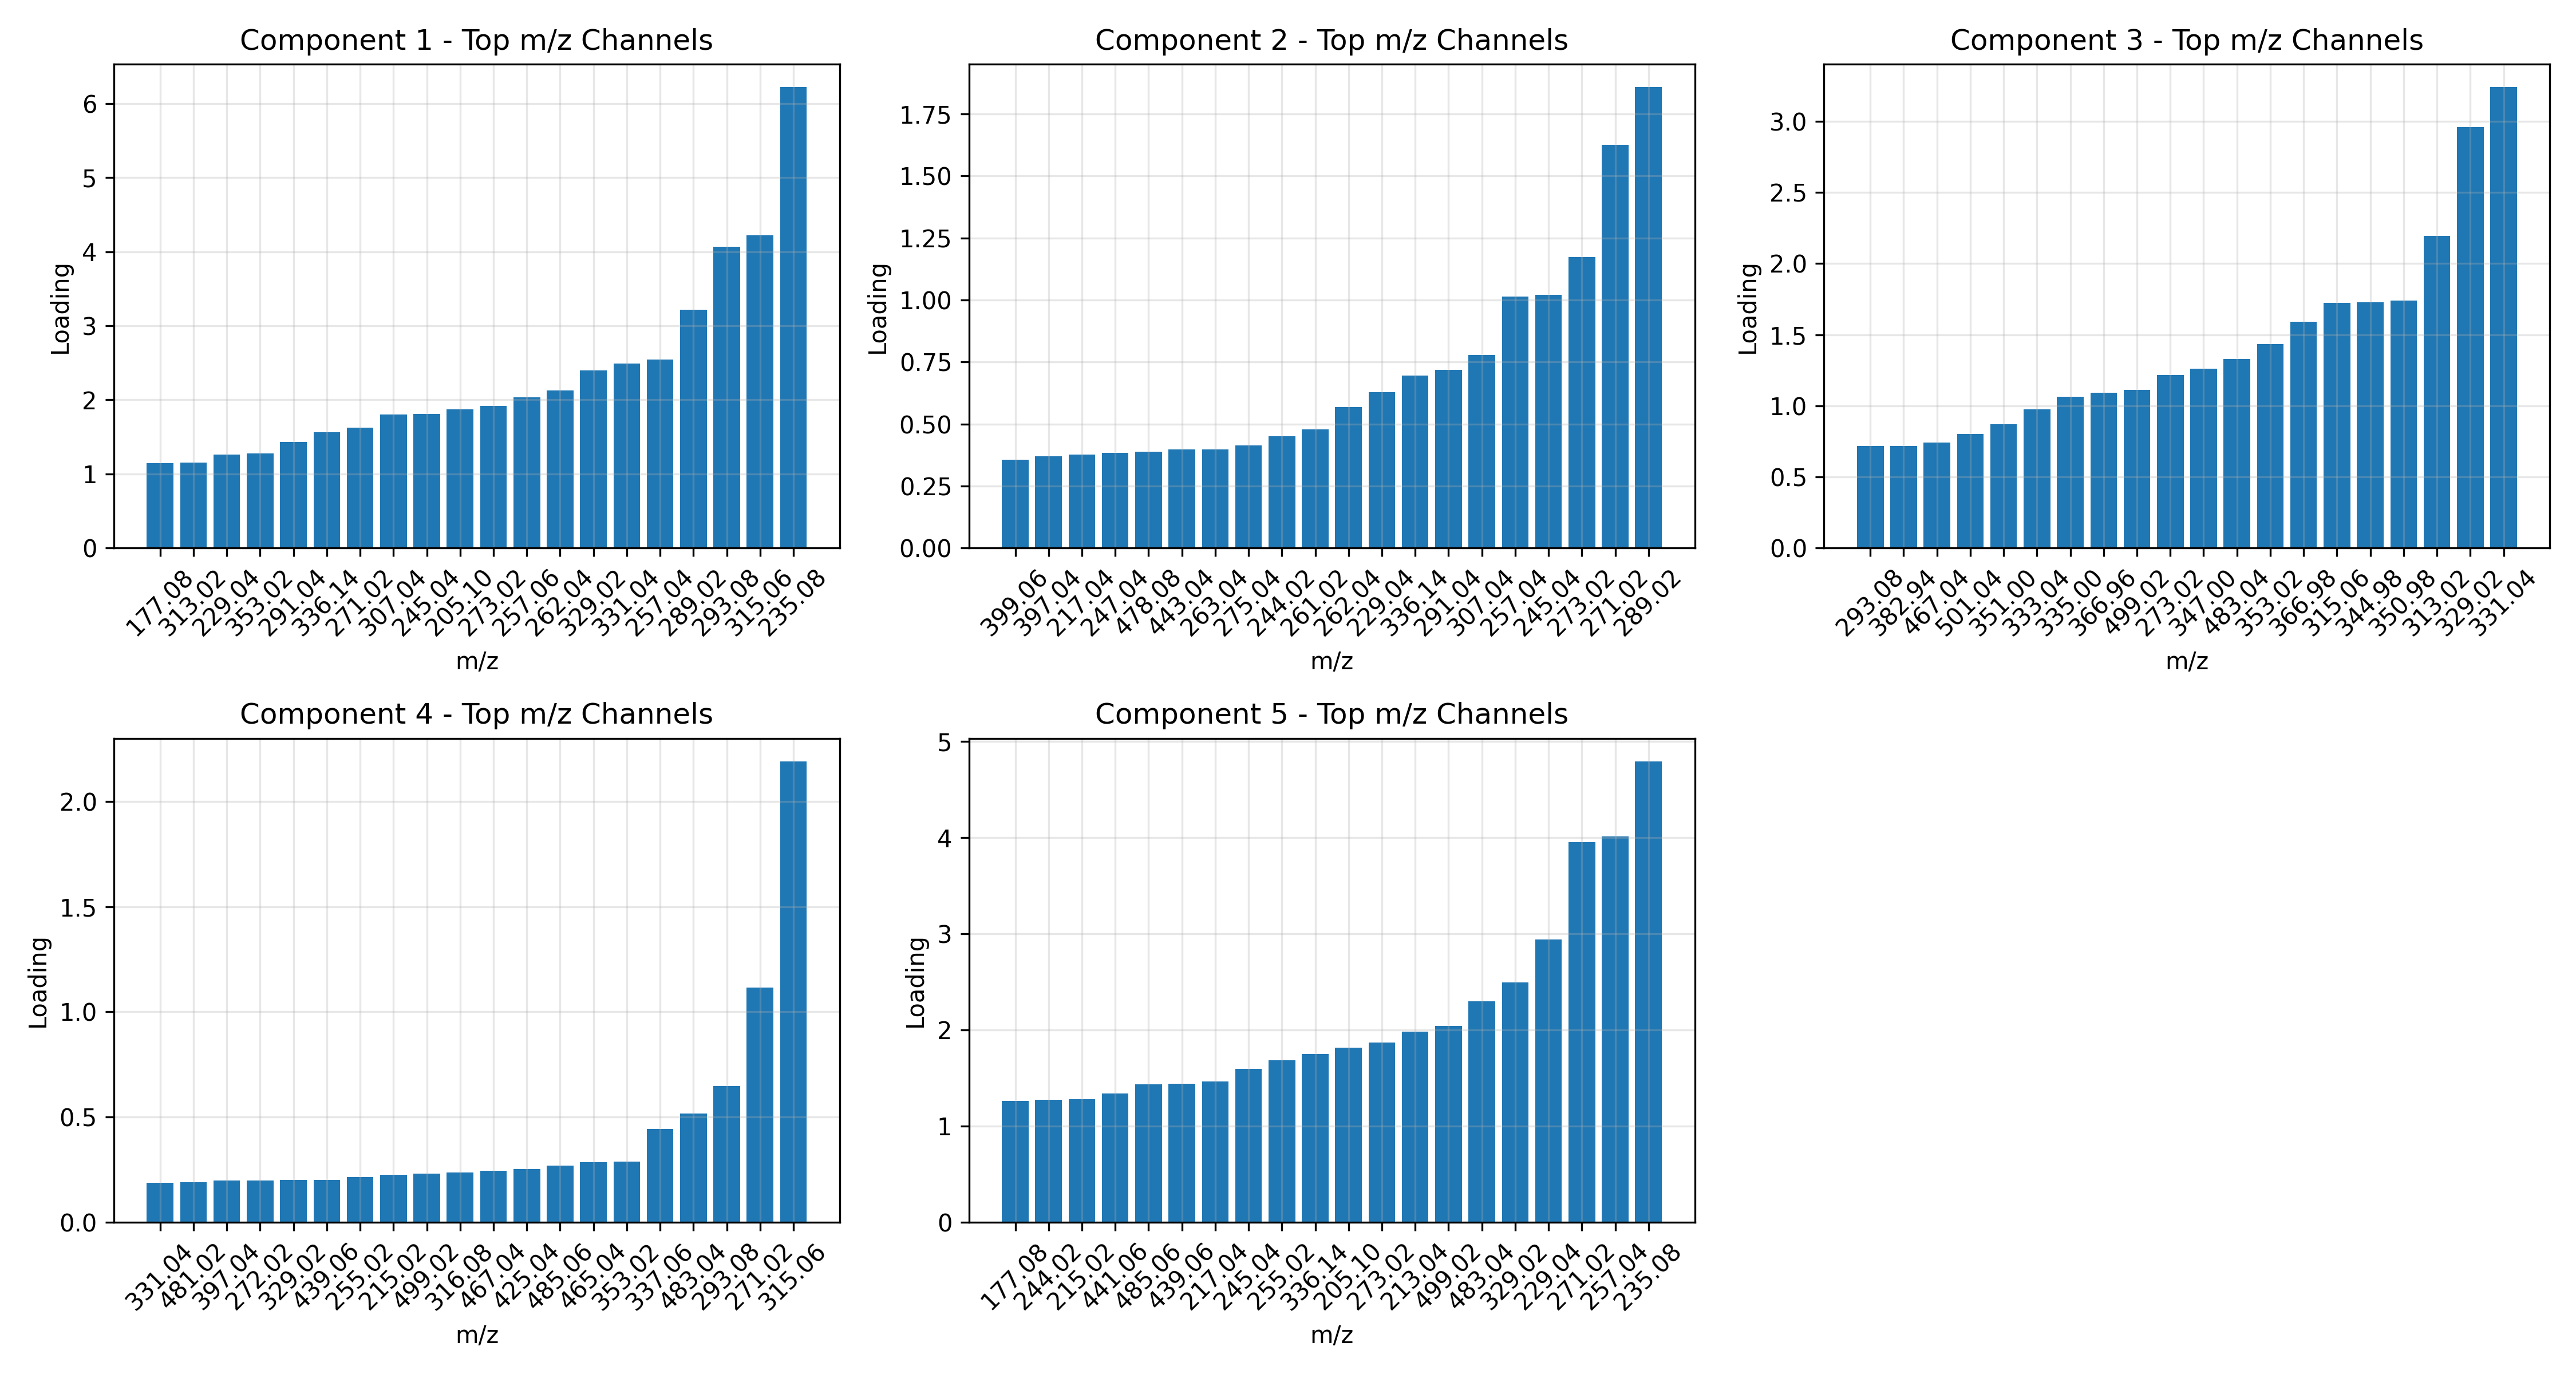 Component 1 - Top m/z Channels
Loading
6
5
4
3
2
1
0
177.08 313.02 229.04 353.02 291.04 336.14 371.02 307.04 245.04 205.10 273.02 257.06 262.04 329.02 331.04 257.04 289.02 293.08 315.06 235.08
m/z
Component 2 - Top m/z Channels
Loading
1.75
1.50
1.25
1.00
0.75
0.50
0.25
0.00
399.06 397.04 217.04 247.04 478.08 443.04 263.04 275.04 244.02 261.02 262.04 229.04 336.14 291.04 307.04 257.04 245.04 273.02 271.02 289.02
m/z
Component 3 - Top m/z Channels
Loading
3.0
2.5
2.0
1.5
1.0
0.5
0.0
293.08 382.94 467.04 501.04 351.00 333.04 335.00 366.96 499.02 273.02 347.00 483.04 353.02 366.98 315.06 344.98 350.98 313.02 329.02 331.04
m/z
Component 4 - Top m/z Channels
Loading
2.0
1.5
1.0
0.5
0.0
331.04 481.02 397.04 272.02 329.02 439.06 255.02 215.02 499.02 316.08 467.04 425.04 485.06 465.04 353.02 337.06 483.04 293.08 271.02 315.06
m/z
Component 5 - Top m/z Channels
Loading
5
4
3
2
1
0
177.08 244.02 215.02 441.06 485.06 439.06 217.04 245.04 255.02 336.14 205.10 273.02 213.04 499.02 483.04 329.02 229.04 271.02 257.04 235.08
m/z